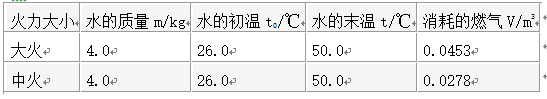 火力大小 水的质量 m/kg 水的初温 t₀/℃ 水的末温 t/℃ 消耗的燃气 V/m³
大火 4.0 26.0 50.0 0.0453
中火 4.0 26.0 50.0 0.0278